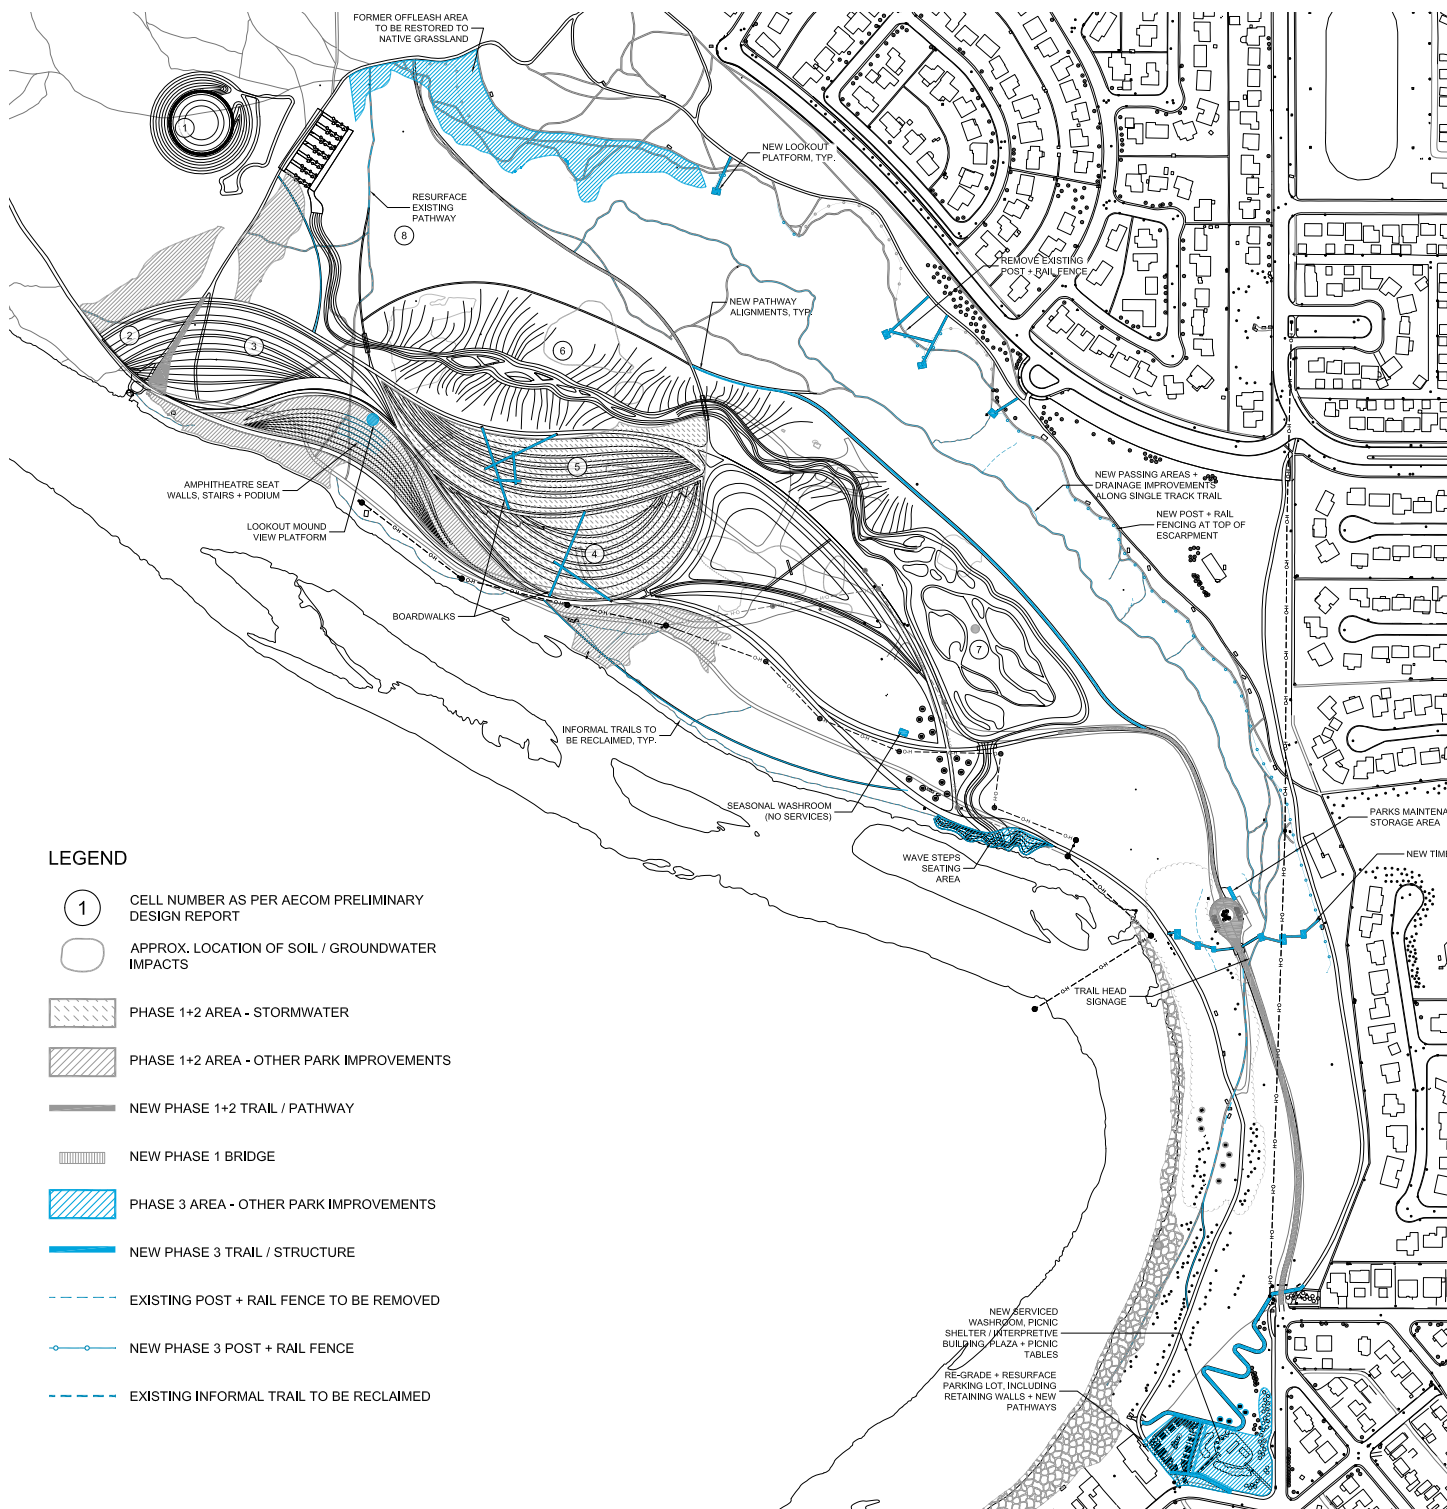 FORMER OFFLEASH AREA
TO BE RESTORED TO
NATIVE GRASSLAND
1
NEW LOOKOUT
PLATFORM, TYP.
RESURFACE
EXISTING
PATHWAY
8
REMOVE EXISTING
POST + RAIL FENCE
NEW PATHWAY
ALIGNMENTS, TYP.
2
3
6
5
AMPHITHEATRE SEAT
WALLS, STAIRS + PODIUM
LOOKOUT MOUND
VIEW PLATFORM
4
NEW PASSING AREAS +
DRAINAGE IMPROVEMENTS
ALONG SINGLE TRACK TRAIL
NEW POST + RAIL
FENCING AT TOP OF
ESCARPMENT
BOARDWALKS
7
INFORMAL TRAILS TO
BE RECLAIMED, TYP.
SEASONAL WASHROOM
(NO SERVICES)
WAVE STEPS
SEATING
AREA
PARKS MAINTENA
STORAGE AREA
NEW TIM
TRAIL HEAD
SIGNAGE
LEGEND
1
CELL NUMBER AS PER AECOM PRELIMINARY
DESIGN REPORT
APPROX. LOCATION OF SOIL / GROUNDWATER
IMPACTS
PHASE 1+2 AREA - STORMWATER
PHASE 1+2 AREA - OTHER PARK IMPROVEMENTS
NEW PHASE 1+2 TRAIL / PATHWAY
NEW PHASE 1 BRIDGE
PHASE 3 AREA - OTHER PARK IMPROVEMENTS
NEW PHASE 3 TRAIL / STRUCTURE
EXISTING POST + RAIL FENCE TO BE REMOVED
NEW PHASE 3 POST + RAIL FENCE
EXISTING INFORMAL TRAIL TO BE RECLAIMED
NEW SERVICED
WASHROOM, PICNIC
SHELTER / INTERPRETIVE
BUILDING, PLAZA + PICNIC
TABLES
RE-GRADE + RESURFACE
PARKING LOT, INCLUDING
RETAINING WALLS + NEW
PATHWAYS